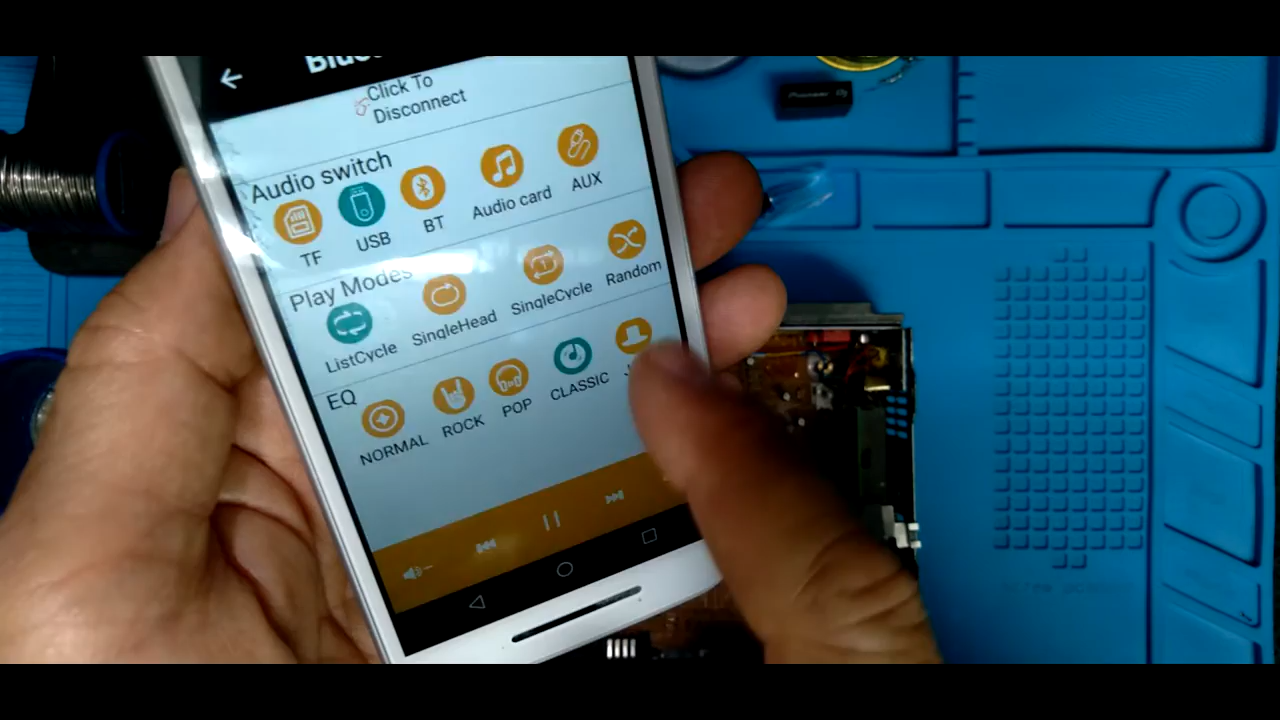 Click To
Disconnect
Audio switch
TF
USB
BT
Audio card
AUX
Play Modes
ListCycle
SingleHead
SingleCycle
Random
EQ
NORMAL
ROCK
POP
CLASSIC
Pioneer